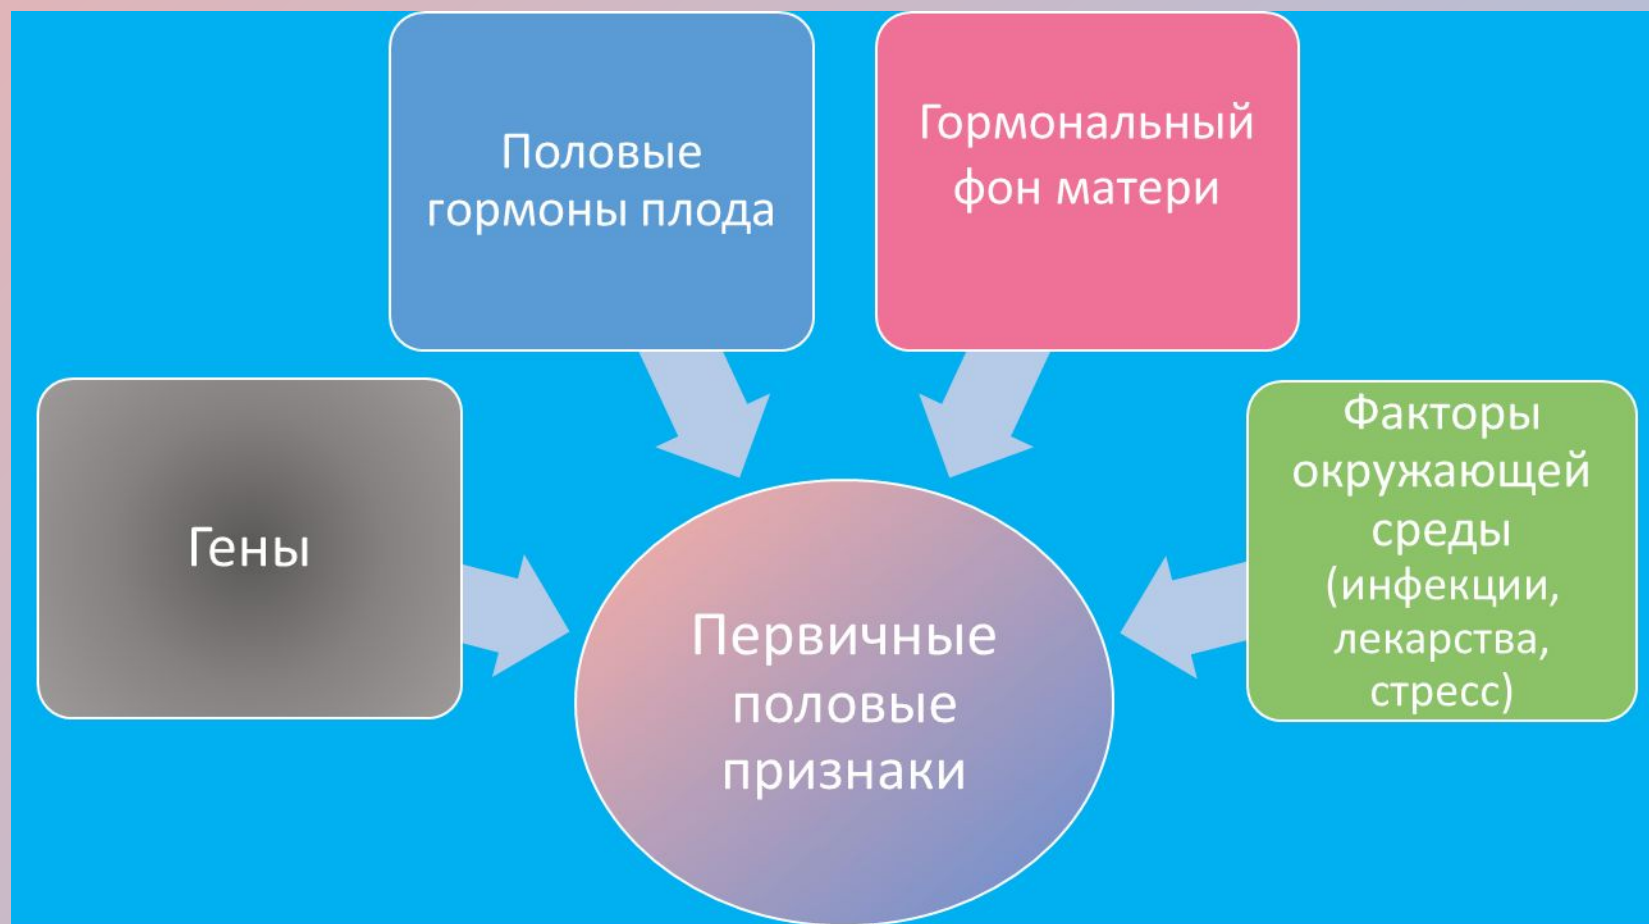 Половые
гормоны плода
Гормональный
фон матери
Гены
Факторы
окружающей
среды
(инфекции,
лекарства,
стресс)
Первичные
половые
признаки